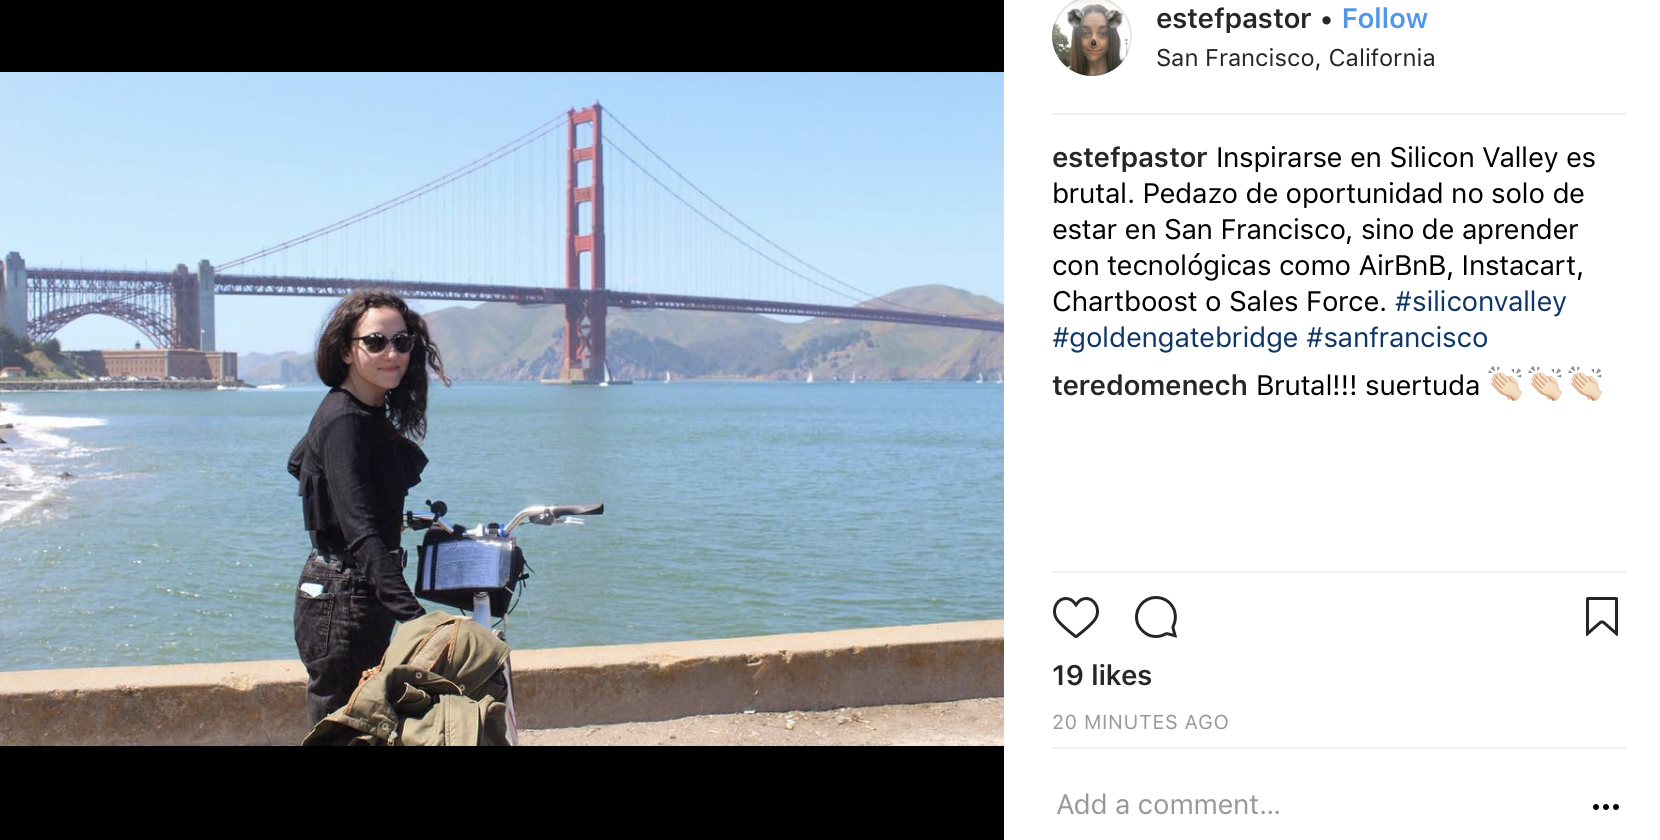 estefpastor • Follow
San Francisco, California
estefpastor Inspirarse en Silicon Valley es
brutal. Pedazo de oportunidad no solo de
estar en San Francisco, sino de aprender
con tecnológicas como AirBnB, Instacart,
Chartboost o Sales Force. #siliconvalley
#goldengatebridge #sanfrancisco
teredomenech Brutal!!! suertuda 👏🏻👏🏻👏🏻
19 likes
20 MINUTES AGO
Add a comment...